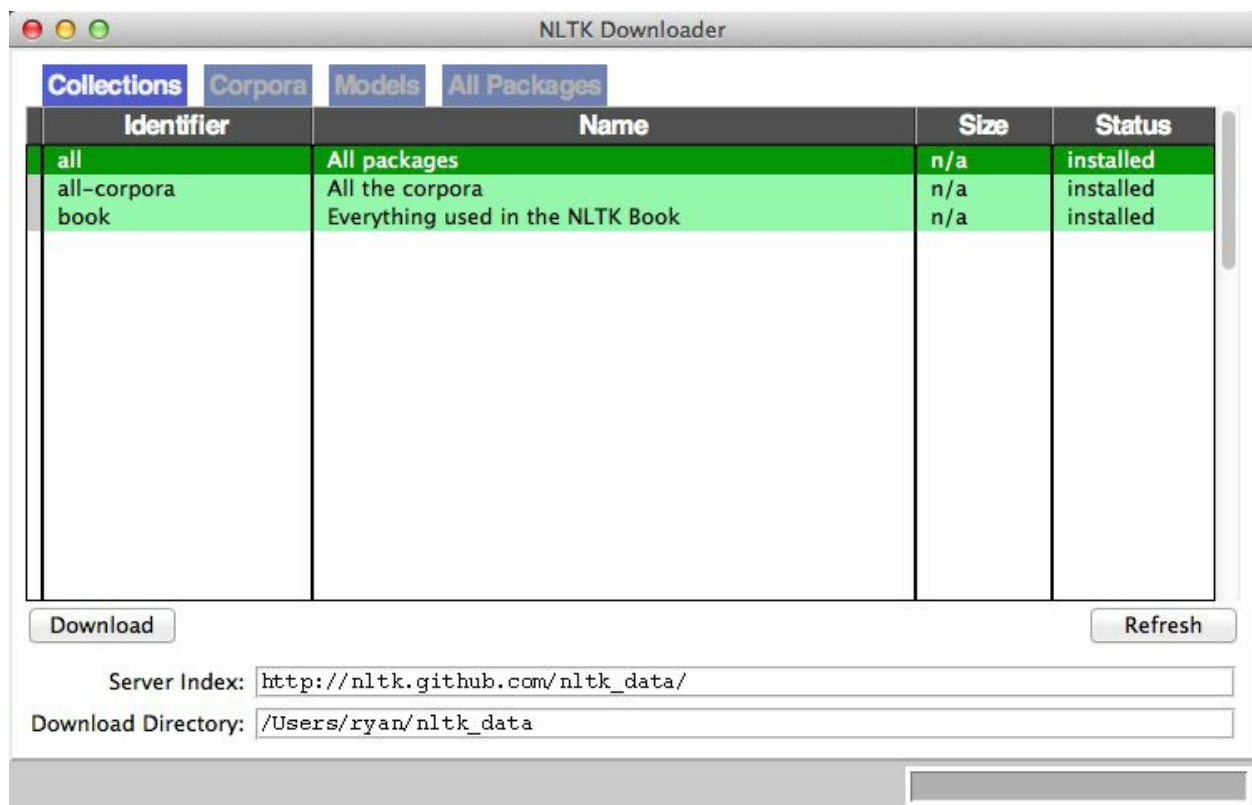 NLTK Downloader
Collections Corpora Models All Packages
Identifier Name Size Status
all All packages n/a installed
all-corpora All the corpora n/a installed
book Everything used in the NLTK Book n/a installed
Download Refresh
Server Index: http://nltk.github.com/nltk_data/
Download Directory: /Users/ryan/nltk_data